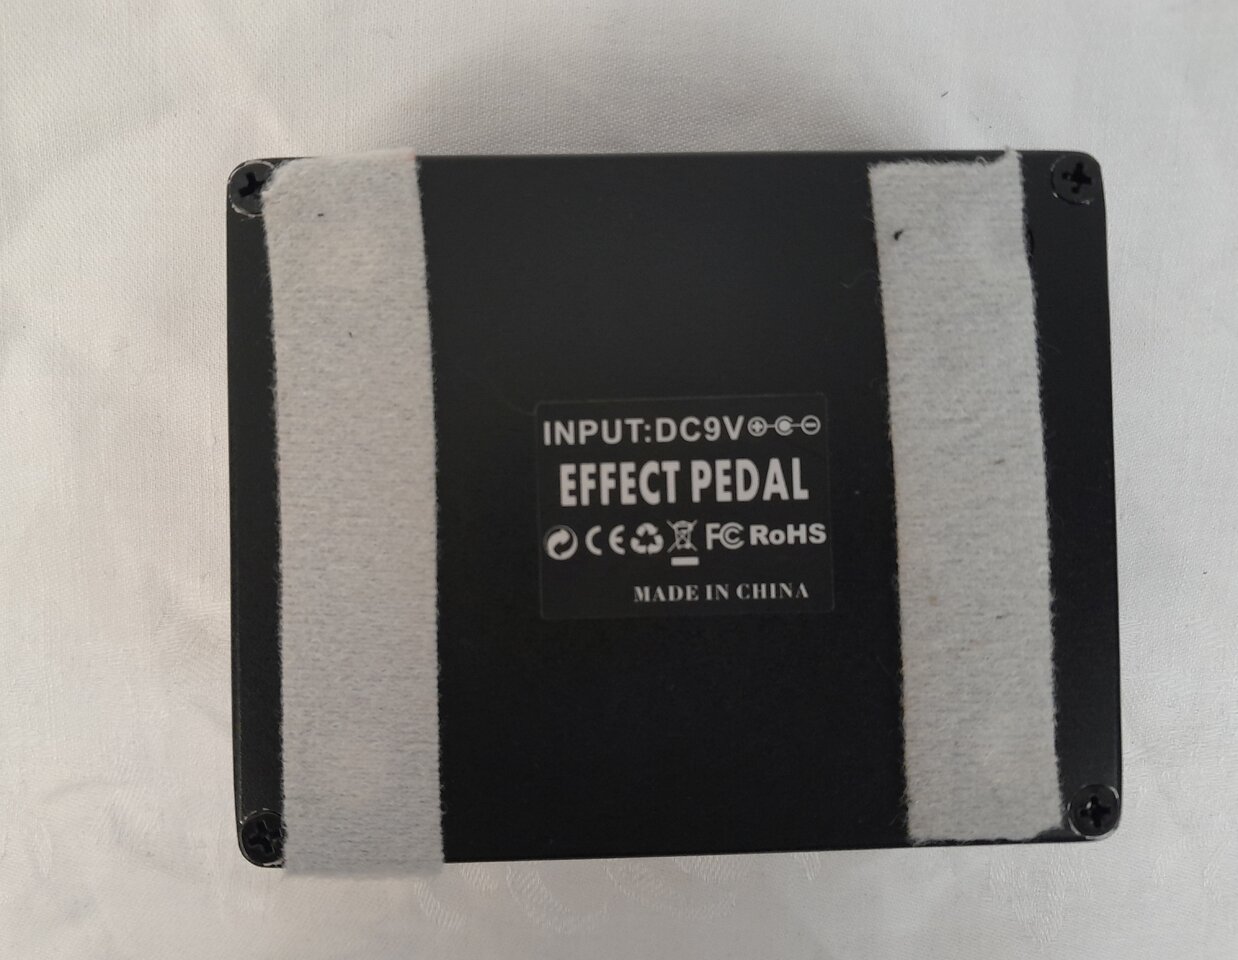 INPUT:DC9V
EFFECT PEDAL
CE FC RoHS
MADE IN CHINA